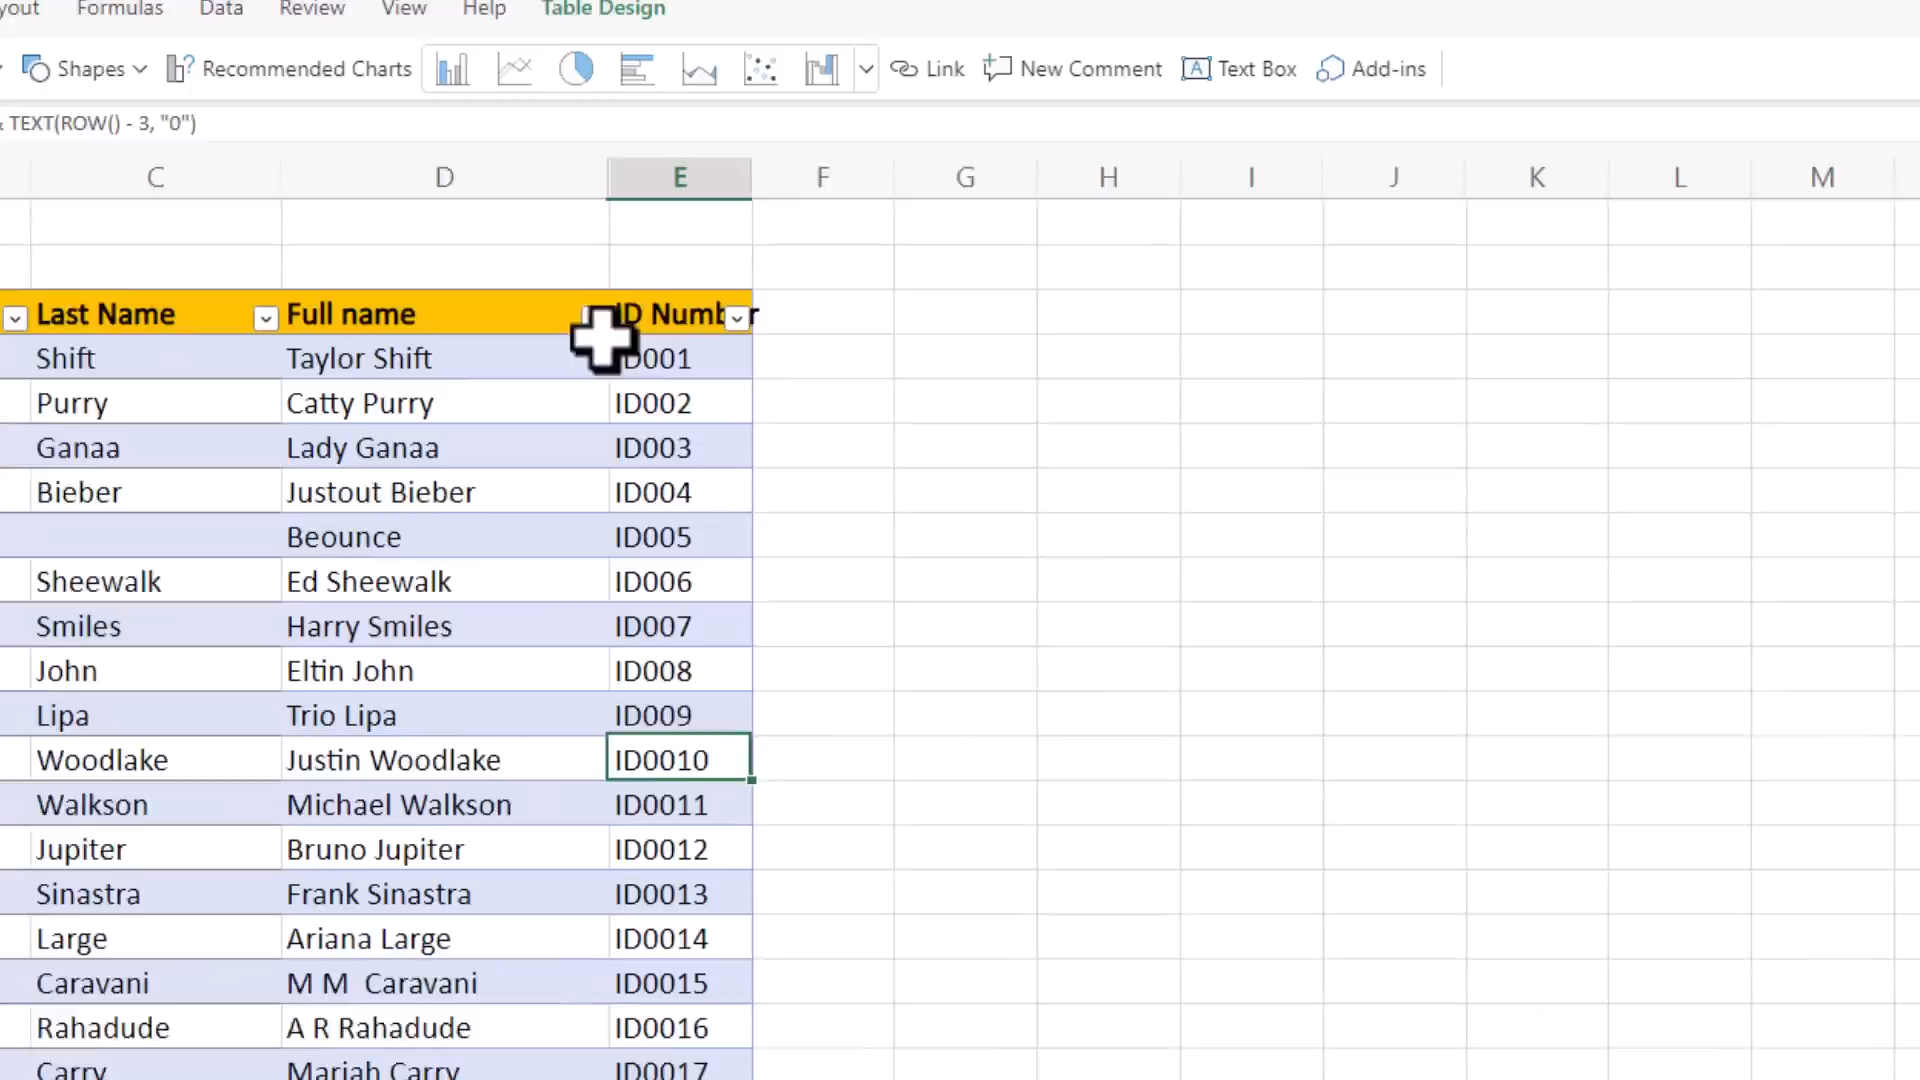 yout Formulas Data Review View Help Table Design
Shapes Recommended Charts Link New Comment Text Box Add-ins
& TEXT(ROW() - 3, "0")
C D E F G H I J K L M
Last Name Full name ID Number
Shift Taylor Shift D001
Purry Catty Purry ID002
Ganaa Lady Ganaa ID003
Bieber Justout Bieber ID004
Beounce ID005
Sheewalk Ed Sheewalk ID006
Smiles Harry Smiles ID007
John Eltin John ID008
Lipa Trio Lipa ID009
Woodlake Justin Woodlake ID0010
Walkson Michael Walkson ID0011
Jupiter Bruno Jupiter ID0012
Sinastra Frank Sinastra ID0013
Large Ariana Large ID0014
Caravani M M  Caravani ID0015
Rahadude A R Rahadude ID0016
Carry Mariah Carry ID0017